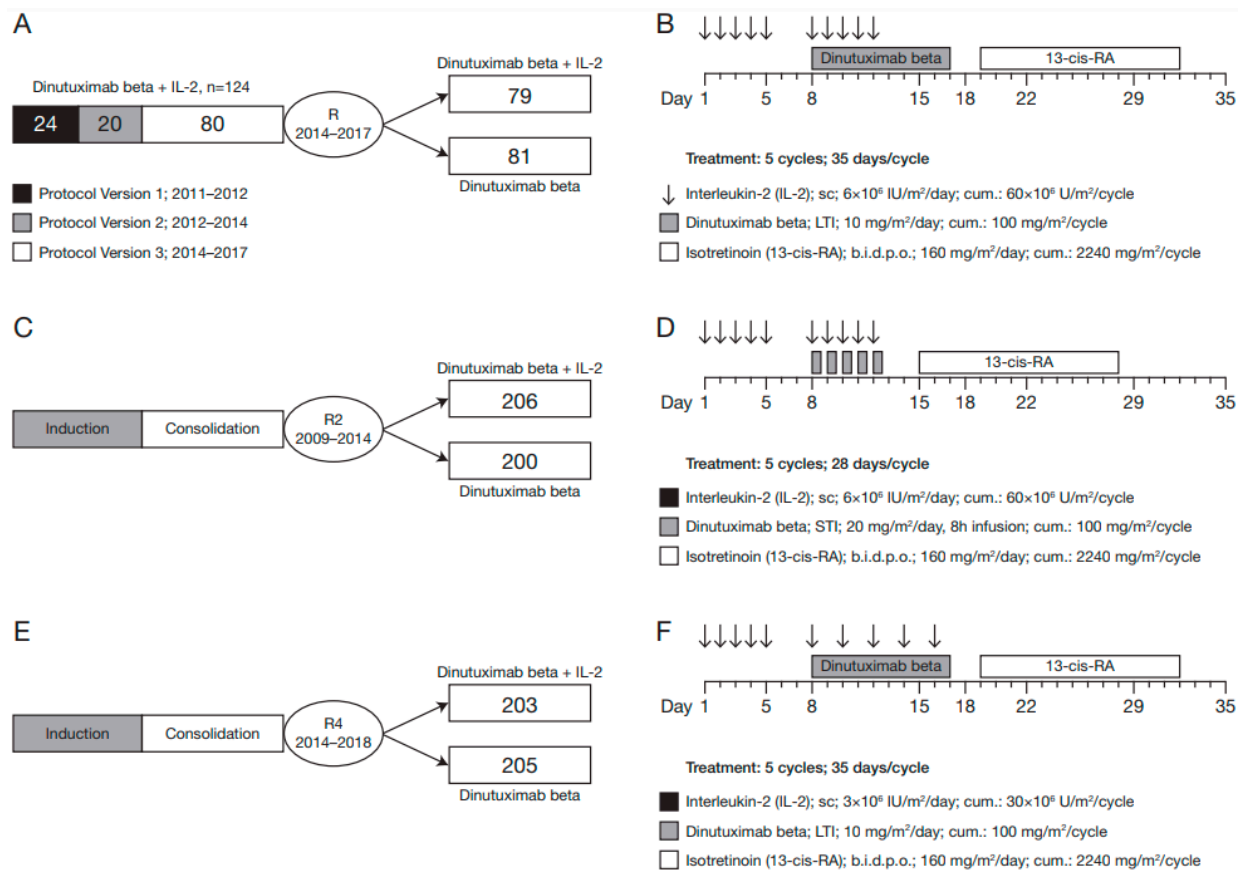 A
Dinutuximab beta + IL-2, n=124
24 20 80
R
2014–2017
Dinutuximab beta + IL-2
79
81
Dinutuximab beta
Protocol Version 1; 2011–2012
Protocol Version 2; 2012–2014
Protocol Version 3; 2014–2017
B
Dinutuximab beta 13-cis-RA
Day 1 5 8 15 18 22 29 35
Treatment: 5 cycles; 35 days/cycle
Interleukin-2 (IL-2); sc; 6×10⁶ IU/m²/day; cum.: 60×10⁶ U/m²/cycle
Dinutuximab beta; LTI; 10 mg/m²/day; cum.: 100 mg/m²/cycle
Isotretinoin (13-cis-RA); b.i.d.p.o.; 160 mg/m²/day; cum.: 2240 mg/m²/cycle
C
Induction Consolidation
R2
2009–2014
Dinutuximab beta + IL-2
206
200
Dinutuximab beta
D
13-cis-RA
Day 1 5 8 15 18 22 29 35
Treatment: 5 cycles; 28 days/cycle
Interleukin-2 (IL-2); sc; 6×10⁶ IU/m²/day; cum.: 60×10⁶ U/m²/cycle
Dinutuximab beta; STI; 20 mg/m²/day, 8h infusion; cum.: 100 mg/m²/cycle
Isotretinoin (13-cis-RA); b.i.d.p.o.; 160 mg/m²/day; cum.: 2240 mg/m²/cycle
E
Induction Consolidation
R4
2014–2018
Dinutuximab beta + IL-2
203
205
Dinutuximab beta
F
Dinutuximab beta 13-cis-RA
Day 1 5 8 15 18 22 29 35
Treatment: 5 cycles; 35 days/cycle
Interleukin-2 (IL-2); sc; 3×10⁶ IU/m²/day; cum.: 30×10⁶ U/m²/cycle
Dinutuximab beta; LTI; 10 mg/m²/day; cum.: 100 mg/m²/cycle
Isotretinoin (13-cis-RA); b.i.d.p.o.; 160 mg/m²/day; cum.: 2240 mg/m²/cycle